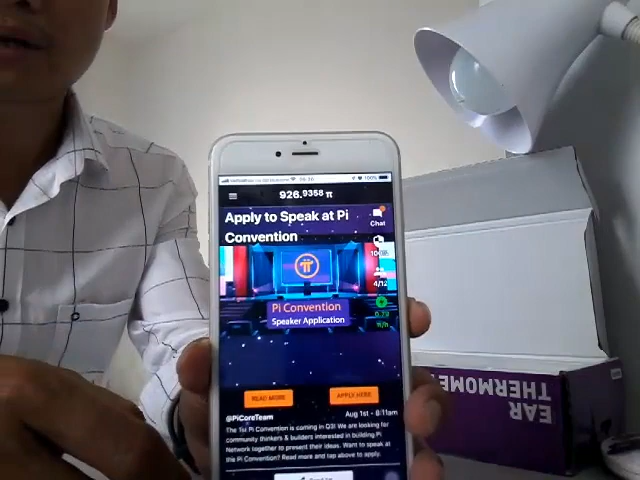 926.9358 π
Apply to Speak at Pi
Convention
Chat
4/12
Pi Convention
Speaker Application
READ MORE
APPLY HERE
@PiCoreTeam
Aug 1st - 8:11am
The 1st Pi Convention is coming in Q3! We are looking for
community thinkers & builders interested in building Pi
Network together to present their ideas. Want to speak
at this Pi Convention? Read more and tap above to apply.
EAR
THERMOME